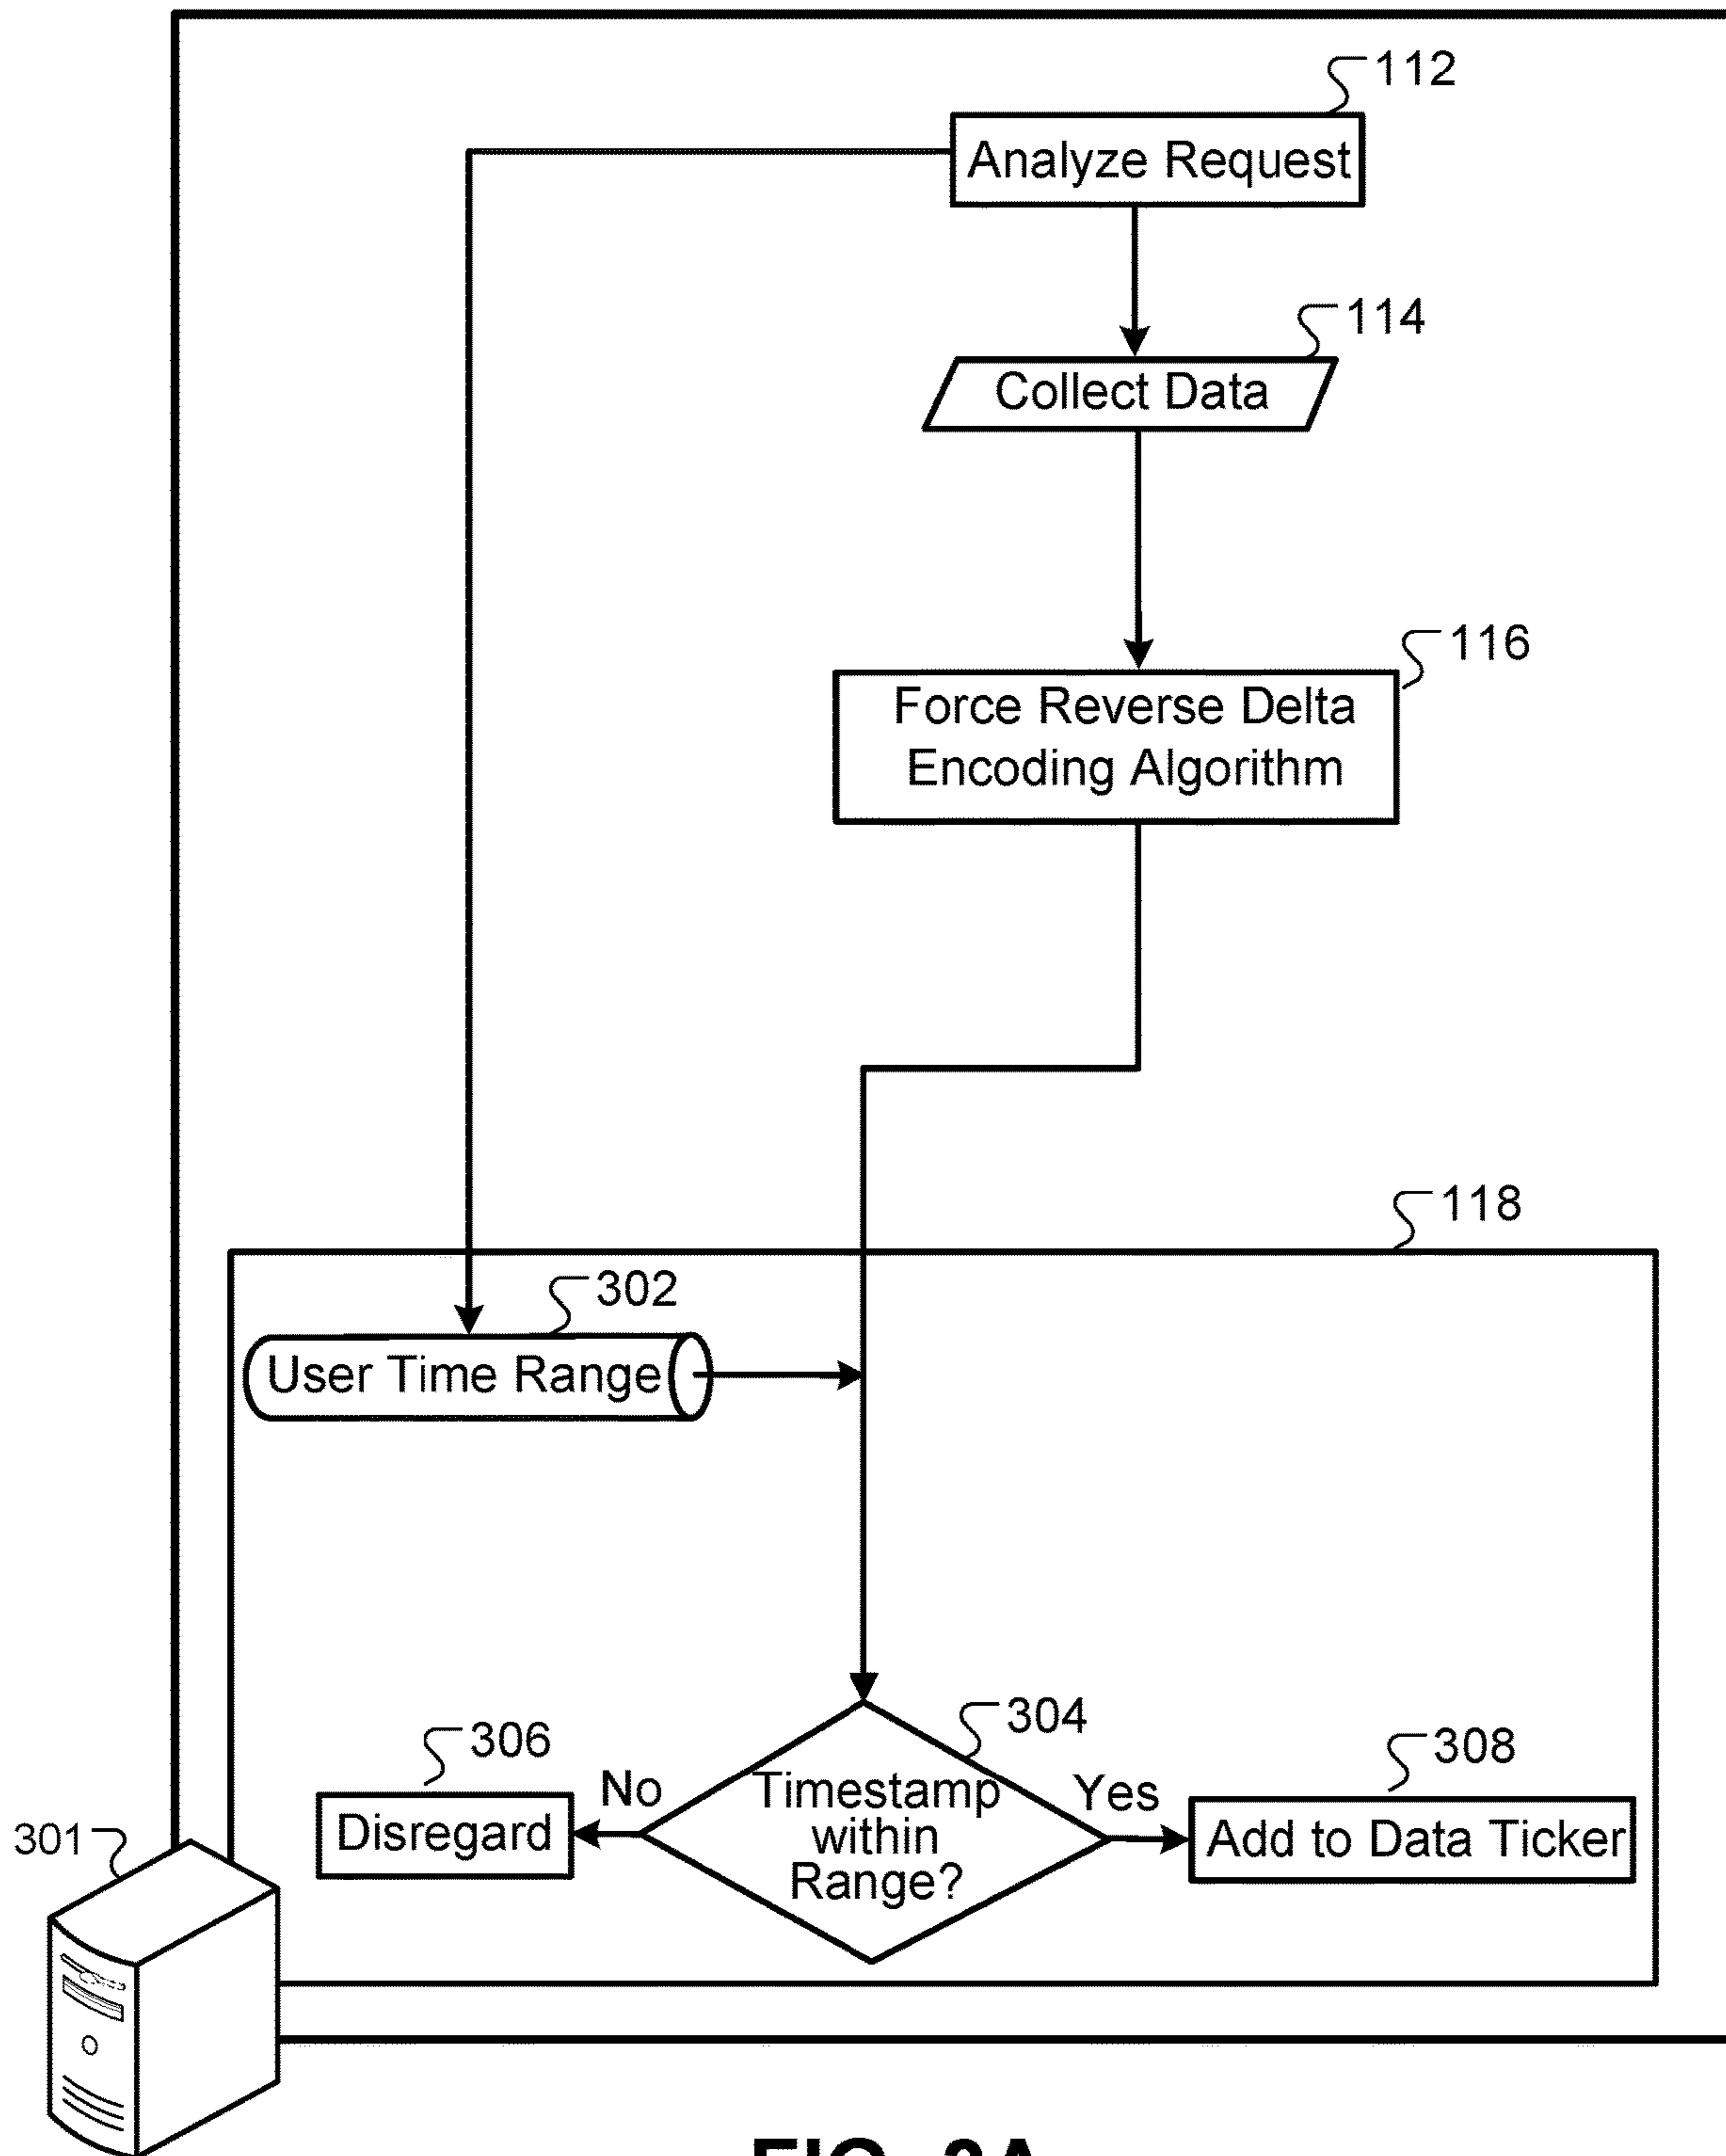 112
Analyze Request
114
Collect Data
116
Force Reverse Delta
Encoding Algorithm
118
302
User Time Range
304
306
308
No
Yes
Timestamp
within
Range?
Disregard
Add to Data Ticker
301